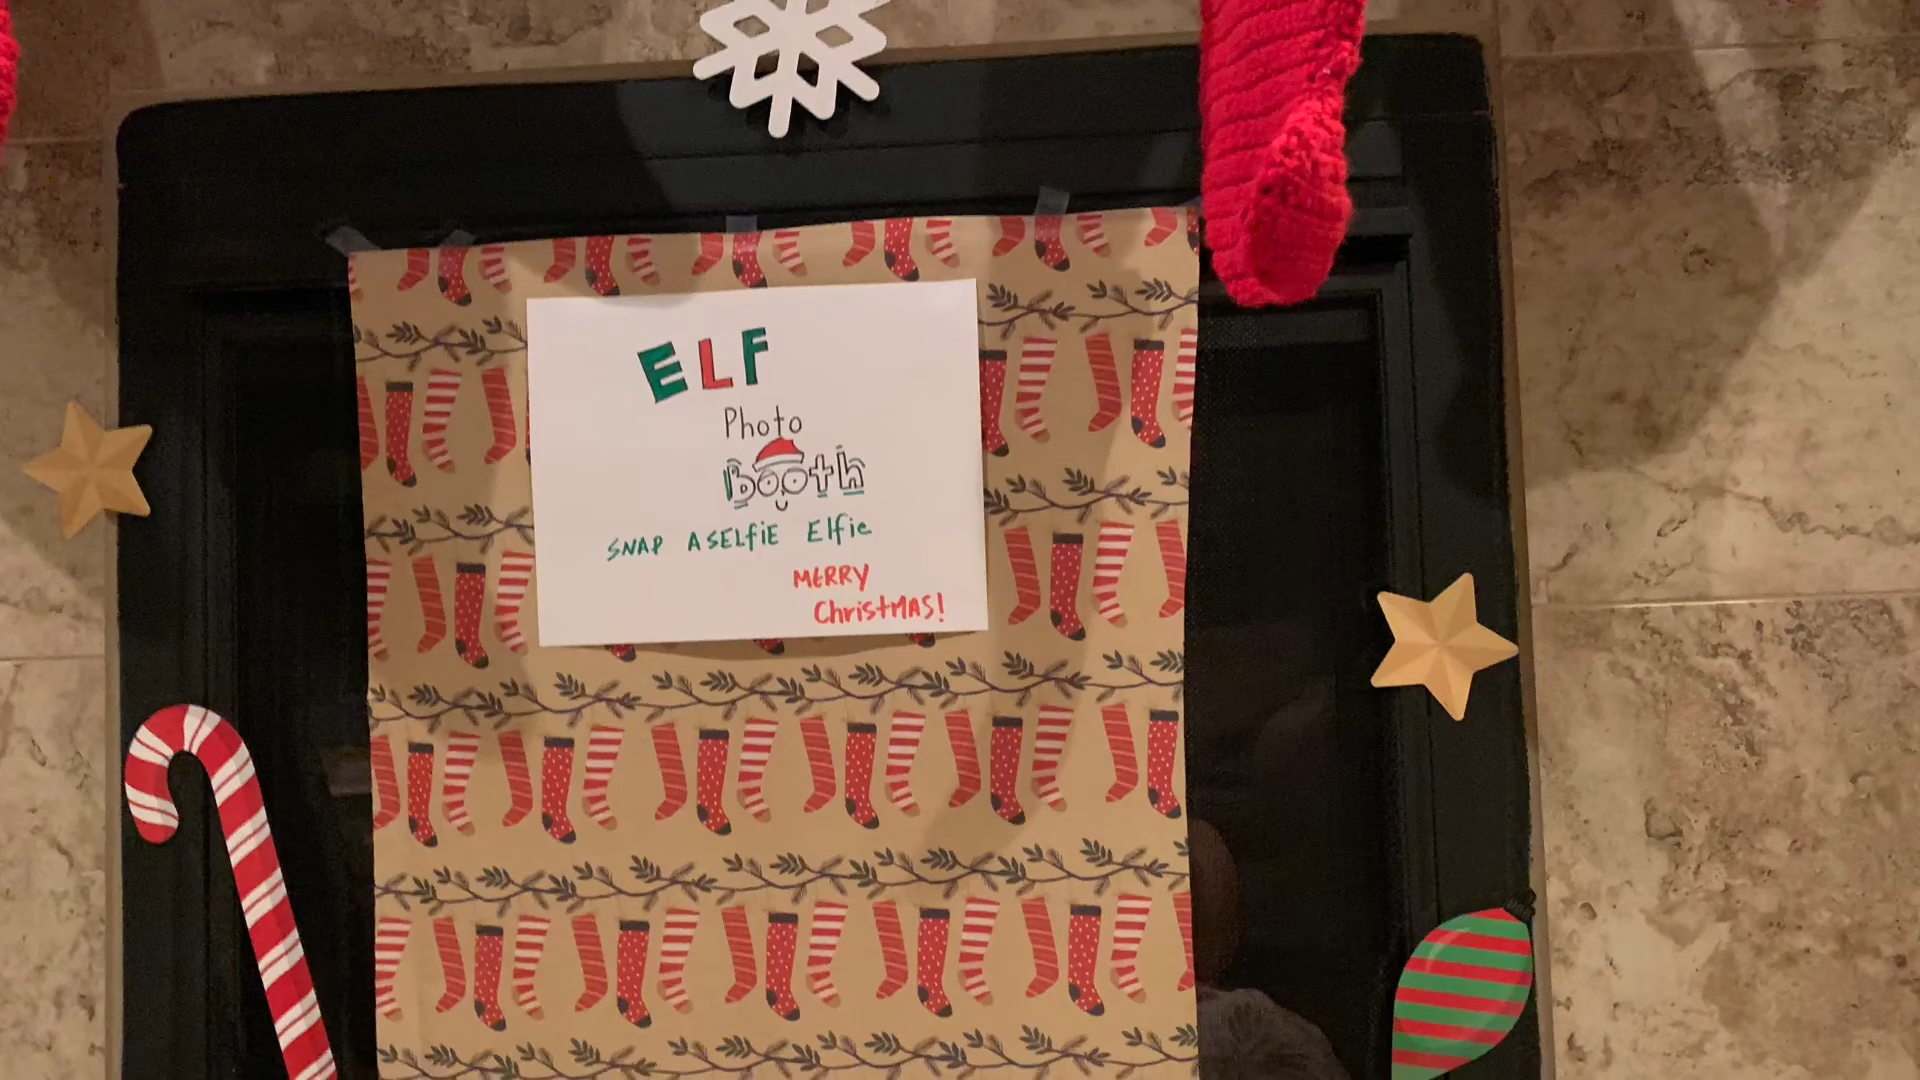 ELF
Photo
Booth
SNAP A SELfiE Elfie
MERRY
ChristMAS!